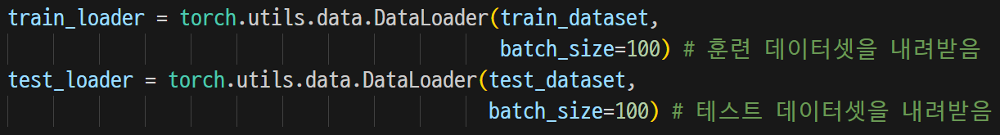 train_loader = torch.utils.data.DataLoader(train_dataset,
batch_size=100) # 훈련 데이터셋을 내려받음
test_loader = torch.utils.data.DataLoader(test_dataset,
batch_size=100) # 테스트 데이터셋을 내려받음